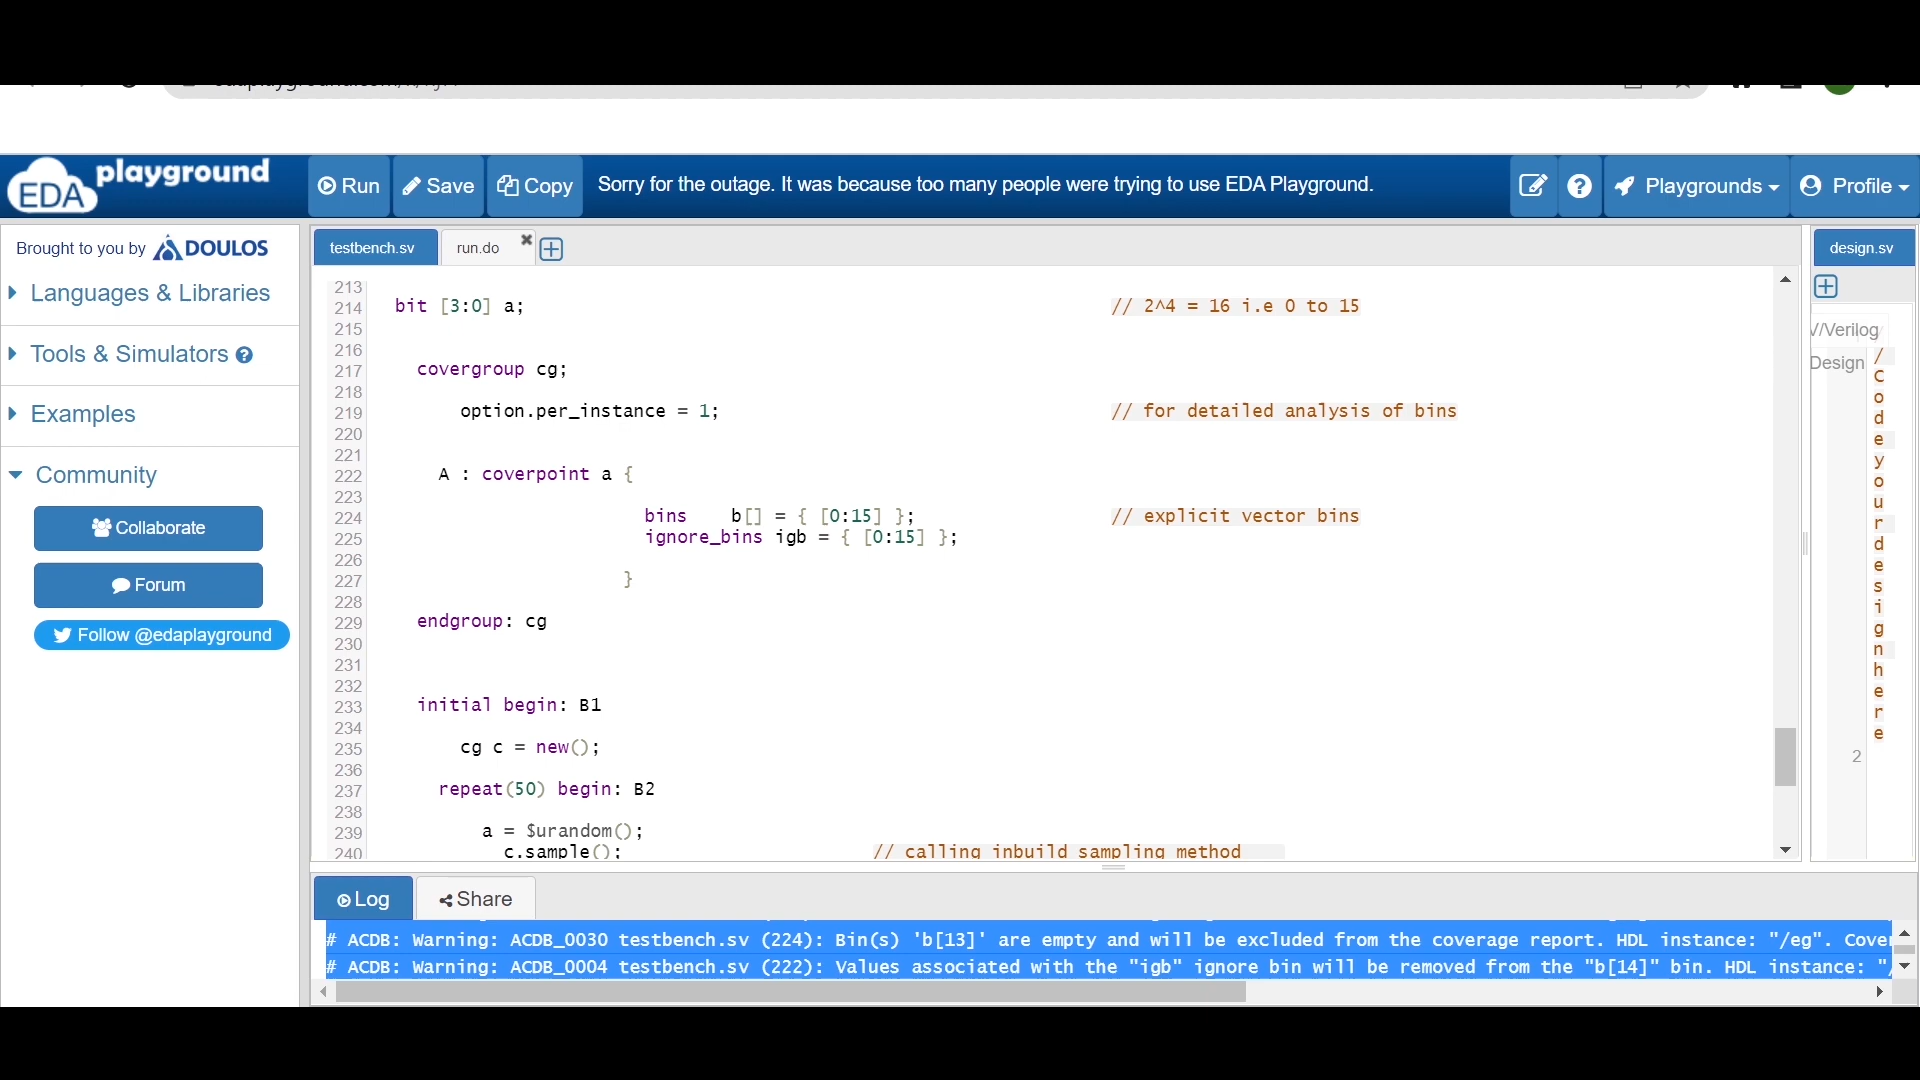 EDA playground
Run Save Copy Sorry for the outage. It was because too many people were trying to use EDA Playground. Playgrounds Profile
Brought to you by DOULOS
Languages & Libraries
Tools & Simulators
Examples
Community
Collaborate
Forum
Follow @edaplayground
testbench.sv run.do
213
214 bit [3:0] a; // 2^4 = 16 i.e 0 to 15
215
216
217 covergroup cg;
218
219 option.per_instance = 1; // for detailed analysis of bins
220
221
222 A : coverpoint a {
223
224 bins b[] = { [0:15] }; // explicit vector bins
225 ignore_bins igb = { [0:15] };
226
227 }
228
229 endgroup: cg
230
231
232
233 initial begin: B1
234
235 cg c = new();
236
237 repeat(50) begin: B2
238
239 a = $urandom();
240 c.sample(); // calling inbuild sampling method
design.sv
V/Verilog
Design
/
C
o
d
e
y
o
u
r
d
e
s
i
g
n
h
e
r
e
2
Log Share
# ACDB: Warning: ACDB_0030 testbench.sv (224): Bin(s) 'b[13]' are empty and will be excluded from the coverage report. HDL instance: "/eg". Cover
# ACDB: Warning: ACDB_0004 testbench.sv (222): Values associated with the "igb" ignore bin will be removed from the "b[14]" bin. HDL instance: "/